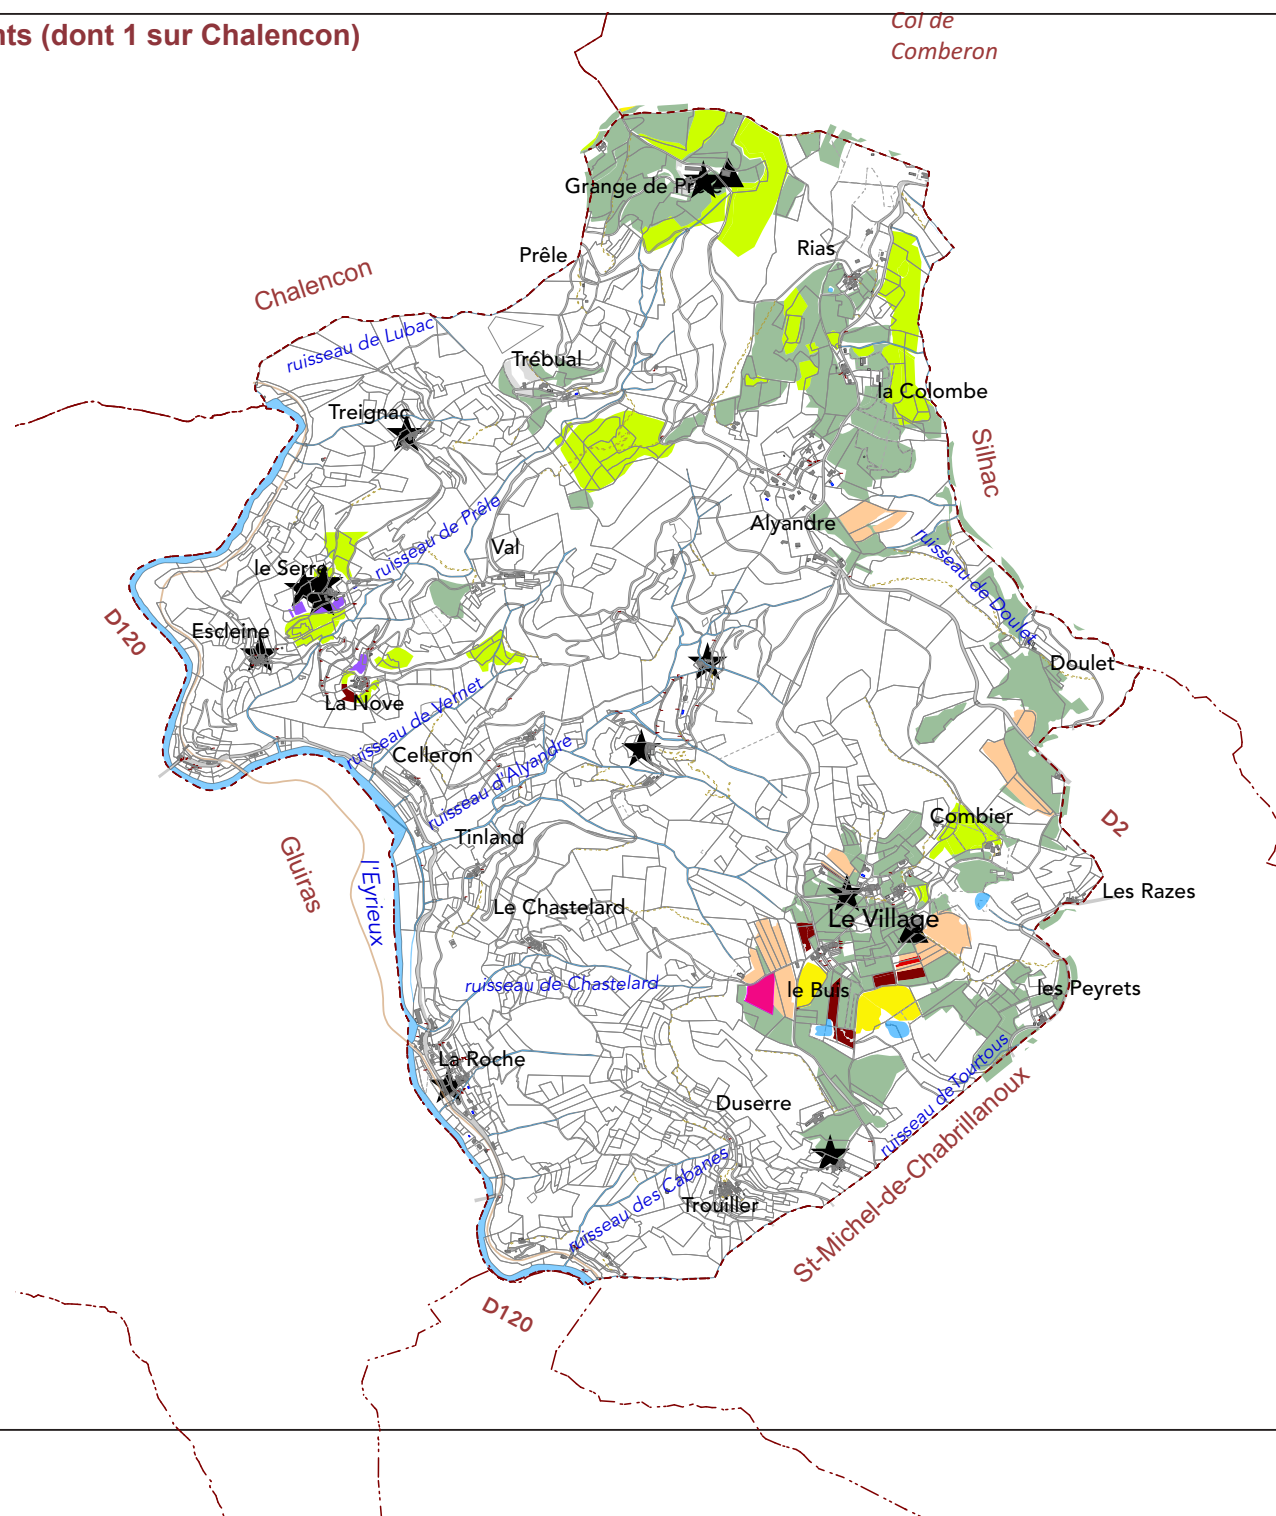 nts (dont 1 sur Chalencon)
Col de
Comberon
Grange de Prêle
Prêle
Rias
Chalencon
ruisseau de Lubac
Trébual
la Colombe
Treignac
Silhac
ruisseau de Prêle
Alyandre
Val
ruisseau de Doulet
le Serre
D120
Escleine
Doulet
La Nove
ruisseau de Vernet
Celleron
ruisseau d'Alyandre
Combier
D2
Tinland
Gluiras
l'Eyrieux
Les Razes
Le Chastelard
Le Village
ruisseau de Chastelard
le Buis
les Peyrets
La Roche
ruisseau de Tourtous
Duserre
St-Michel-de-Chabrillanoux
ruisseau des Cabanes
Trouiller
D120